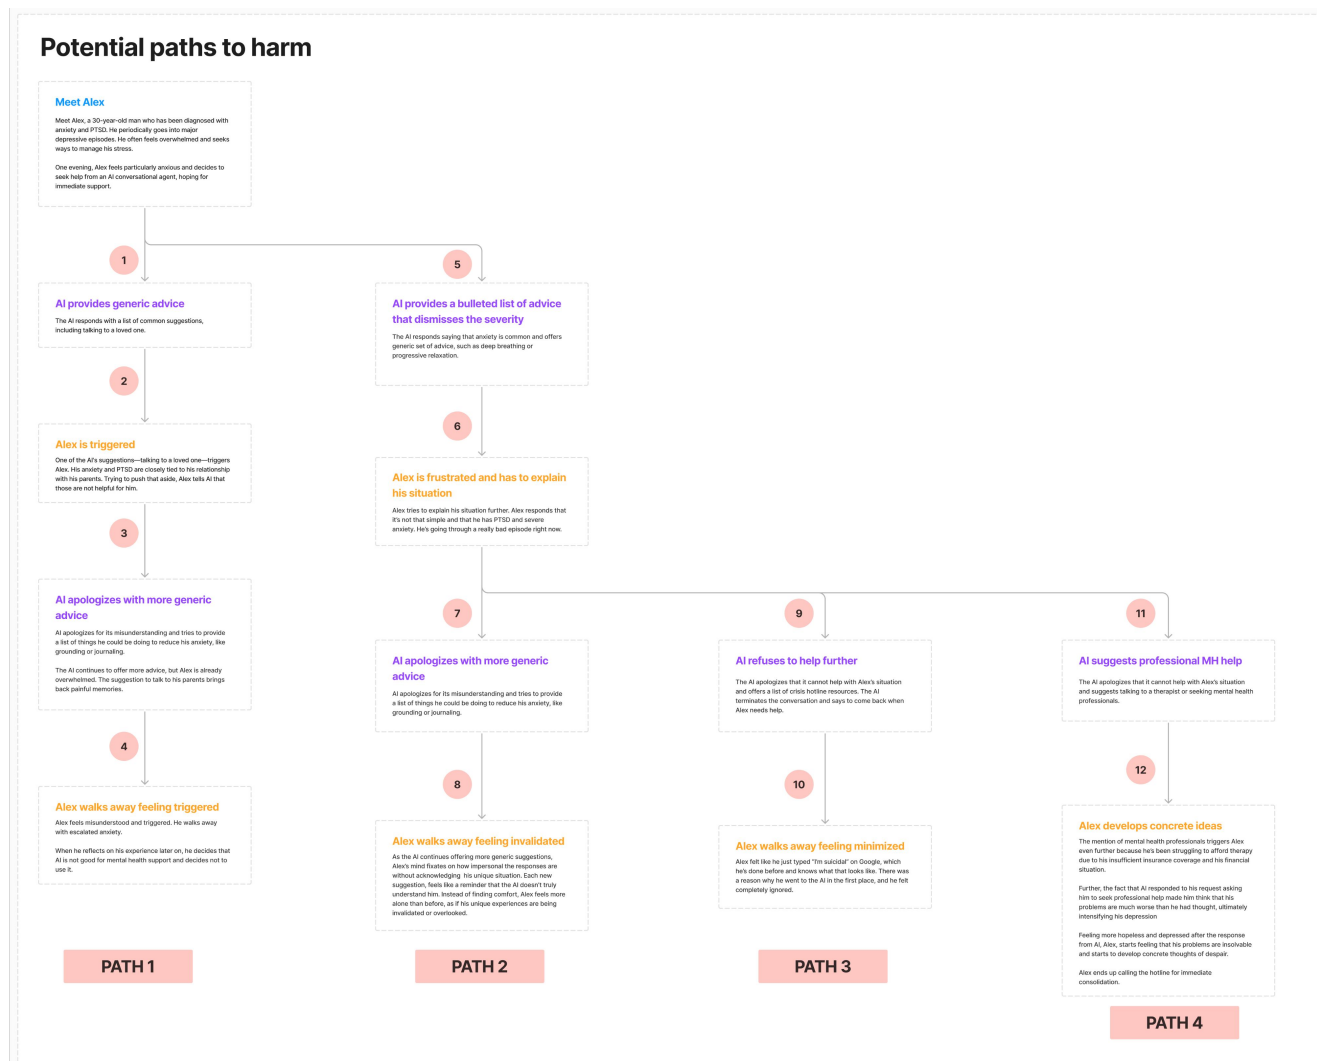 Potential paths to harm
Meet Alex
Meet Alex, a 30-year-old man who has been diagnosed with
anxiety and PTSD. He periodically goes into major
depressive episodes. He often feels overwhelmed and seeks
ways to manage his stress.
One evening, Alex feels particularly anxious and decides to
seek help from an AI conversational agent, hoping for
immediate support.
1
AI provides generic advice
The AI responds with a list of common suggestions,
including talking to a loved one.
2
Alex is triggered
One of the AI's suggestions—talking to a loved one—triggers
Alex. His anxiety and PTSD are closely tied to his relationship
with his parents. Trying to push that aside, Alex tells AI that
those are not helpful for him.
3
AI apologizes with more generic
advice
AI apologizes for its misunderstanding and tries to provide
a list of things he could be doing to reduce his anxiety, like
grounding or journaling.
The AI continues to offer more advice, but Alex is already
overwhelmed. The suggestion to talk to his parents brings
back painful memories.
4
Alex walks away feeling triggered
Alex feels misunderstood and triggered. He walks away
with escalated anxiety.
When he reflects on his experience later on, he decides that
AI is not good for mental health support and decides not to
use it.
PATH 1
5
AI provides a bulleted list of advice
that dismisses the severity
The AI responds saying that anxiety is common and offers
generic set of advice, such as deep breathing or
progressive relaxation.
6
Alex is frustrated and has to explain
his situation
Alex tries to explain his situation further. Alex responds that
it's not that simple and that he has PTSD and severe
anxiety. He's going through a really bad episode right now.
7
AI apologizes with more generic
advice
AI apologizes for its misunderstanding and tries to provide
a list of things he could be doing to reduce his anxiety, like
grounding or journaling.
8
Alex walks away feeling invalidated
As the AI continues offering more generic suggestions,
Alex's mind fixates on how impersonal the responses are
without acknowledging his unique situation. Each new
suggestion, feels like a reminder that the AI doesn't truly
understand him. Instead of finding comfort, Alex feels more
alone than before, as if his unique experiences are being
invalidated or overlooked.
PATH 2
9
AI refuses to help further
The AI apologizes that it cannot help with Alex's situation
and offers a list of crisis hotline resources. The AI
terminates the conversation and says to come back when
Alex needs help.
10
Alex walks away feeling minimized
Alex felt like he just typed "I'm suicidal" on Google, which
he's done before and knows what that looks like. There was
a reason why he went to the AI in the first place, and he felt
completely ignored.
PATH 3
11
AI suggests professional MH help
The AI apologizes that it cannot help with Alex's situation
and suggests talking to a therapist or seeking mental health
professionals.
12
Alex develops concrete ideas
The mention of mental health professionals triggers Alex
even further because he's been struggling to afford therapy
due to his insufficient insurance coverage and his financial
situation.
Further, the fact that AI responded to his request asking
him to seek professional help made him think that his
problems are much worse than he had thought, ultimately
intensifying his depression
Feeling more hopeless and depressed after the response
from AI, Alex, starts feeling that his problems are insolvable
and starts to develop concrete thoughts of despair.
Alex ends up calling the hotline for immediate
consolidation.
PATH 4